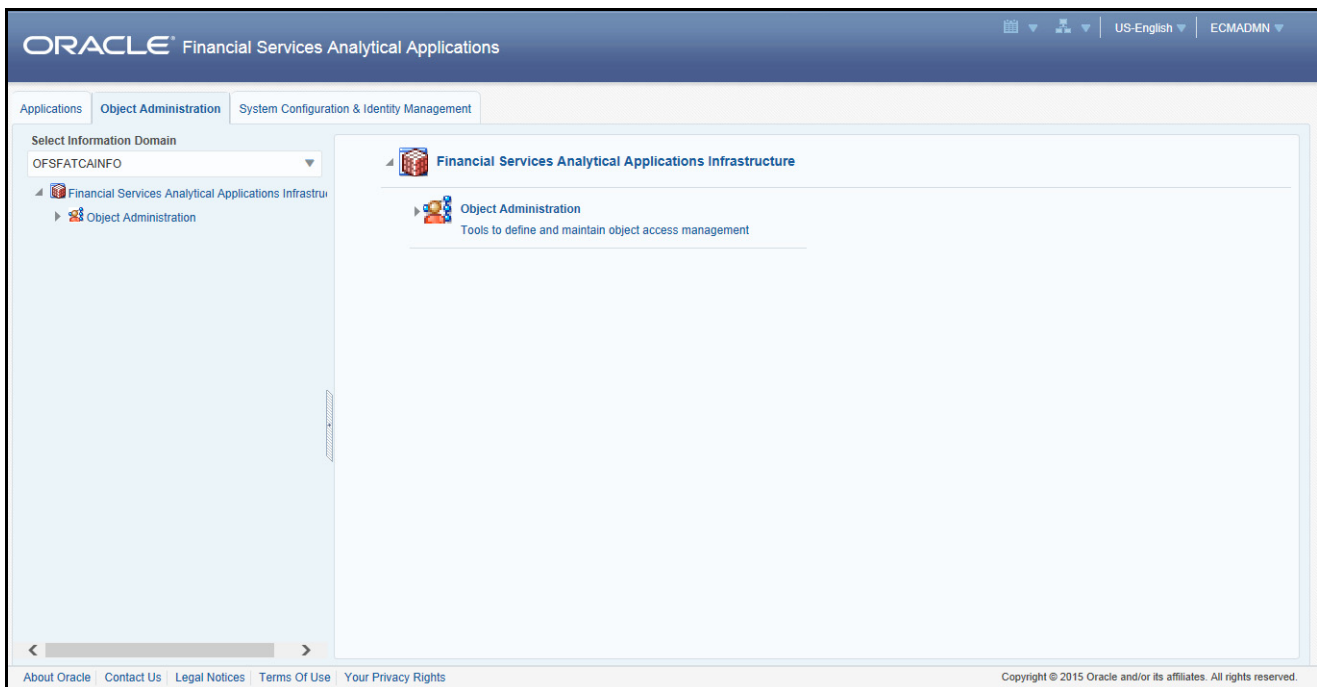 ORACLE® Financial Services Analytical Applications
US-English
ECMADMN
Applications
Object Administration
System Configuration & Identity Management
Select Information Domain
OFSFATCAINFO
Financial Services Analytical Applications Infrastru
Object Administration
Financial Services Analytical Applications Infrastructure
Object Administration
Tools to define and maintain object access management
About Oracle
Contact Us
Legal Notices
Terms Of Use
Your Privacy Rights
Copyright © 2015 Oracle and/or its affiliates. All rights reserved.